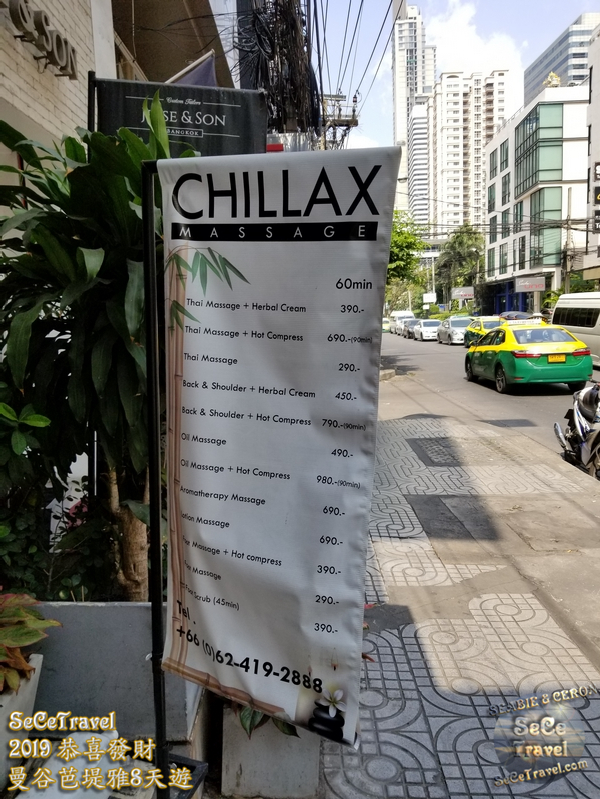 & SON
Custom Tailors
& SON
BANGKOK
CHILLAX
MASSAGE
60min
Thai Massage + Herbal Cream 390.-
Thai Massage + Hot Compress 690.-(90min)
Thai Massage 290.-
Back & Shoulder + Herbal Cream 450.-
Back & Shoulder + Hot Compress 790.-(90min)
Oil Massage 490.-
Oil Massage + Hot Compress 980.-(90min)
Aromatherapy Massage 690.-
Massage 690.-
Massage + Hot compress 390.-
Massage 290.-
Scrub (45min) 390.-
Tel.
+66 (0)62-419-2888
SeCeTravel
2019 恭喜發財
曼谷芭堤雅8天遊
SeCe
Travel
SeCeTravel.com